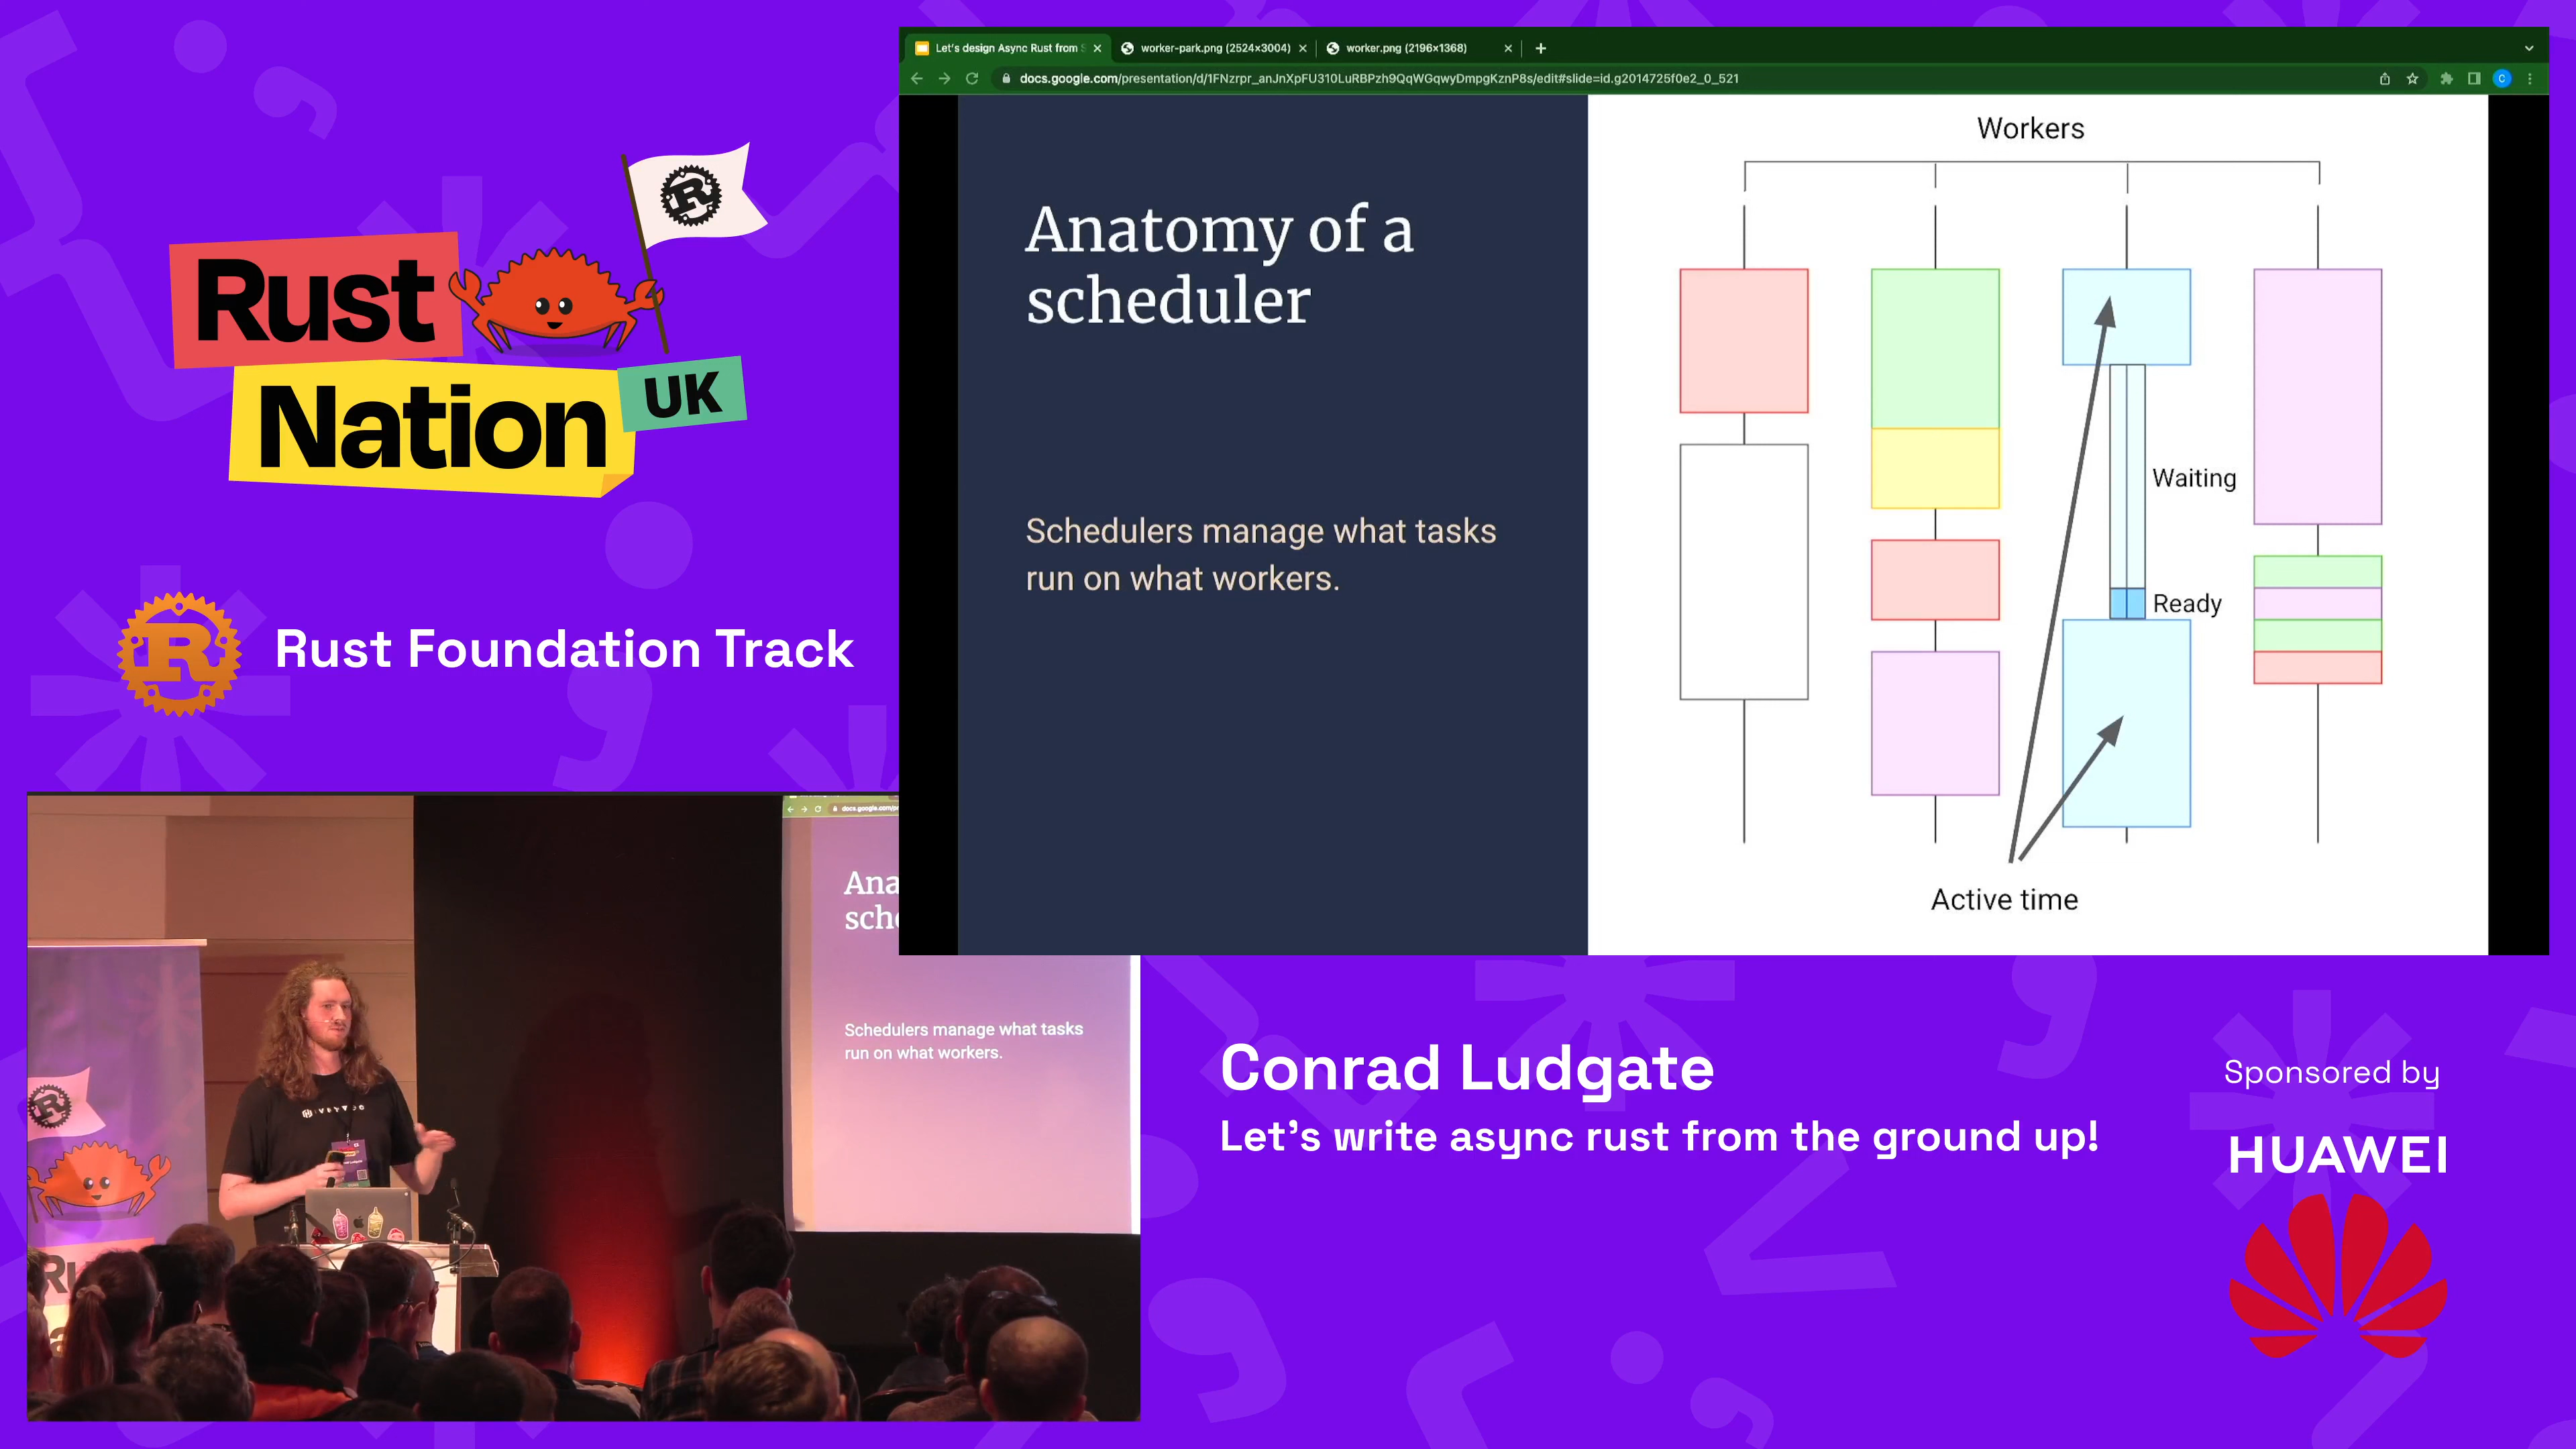 Let's design Async Rust from S
worker-park.png (2524×3004)
worker.png (2196×1368)
docs.google.com/presentation/d/1FNzrpr_anJnXpFU310LuRBPzh9QqWGqwyDmpgKznP8s/edit#slide=id.g2014725f0e2_0_521
C
R
Rust
Nation
UK
R
Rust Foundation Track
Anatomy of a
scheduler
Schedulers manage what tasks
run on what workers.
Workers
Waiting
Ready
Active time
Ana
sche
Schedulers manage what tasks
run on what workers.
R
Ru
Conrad Ludgate
Let's write async rust from the ground up!
Sponsored by
HUAWEI